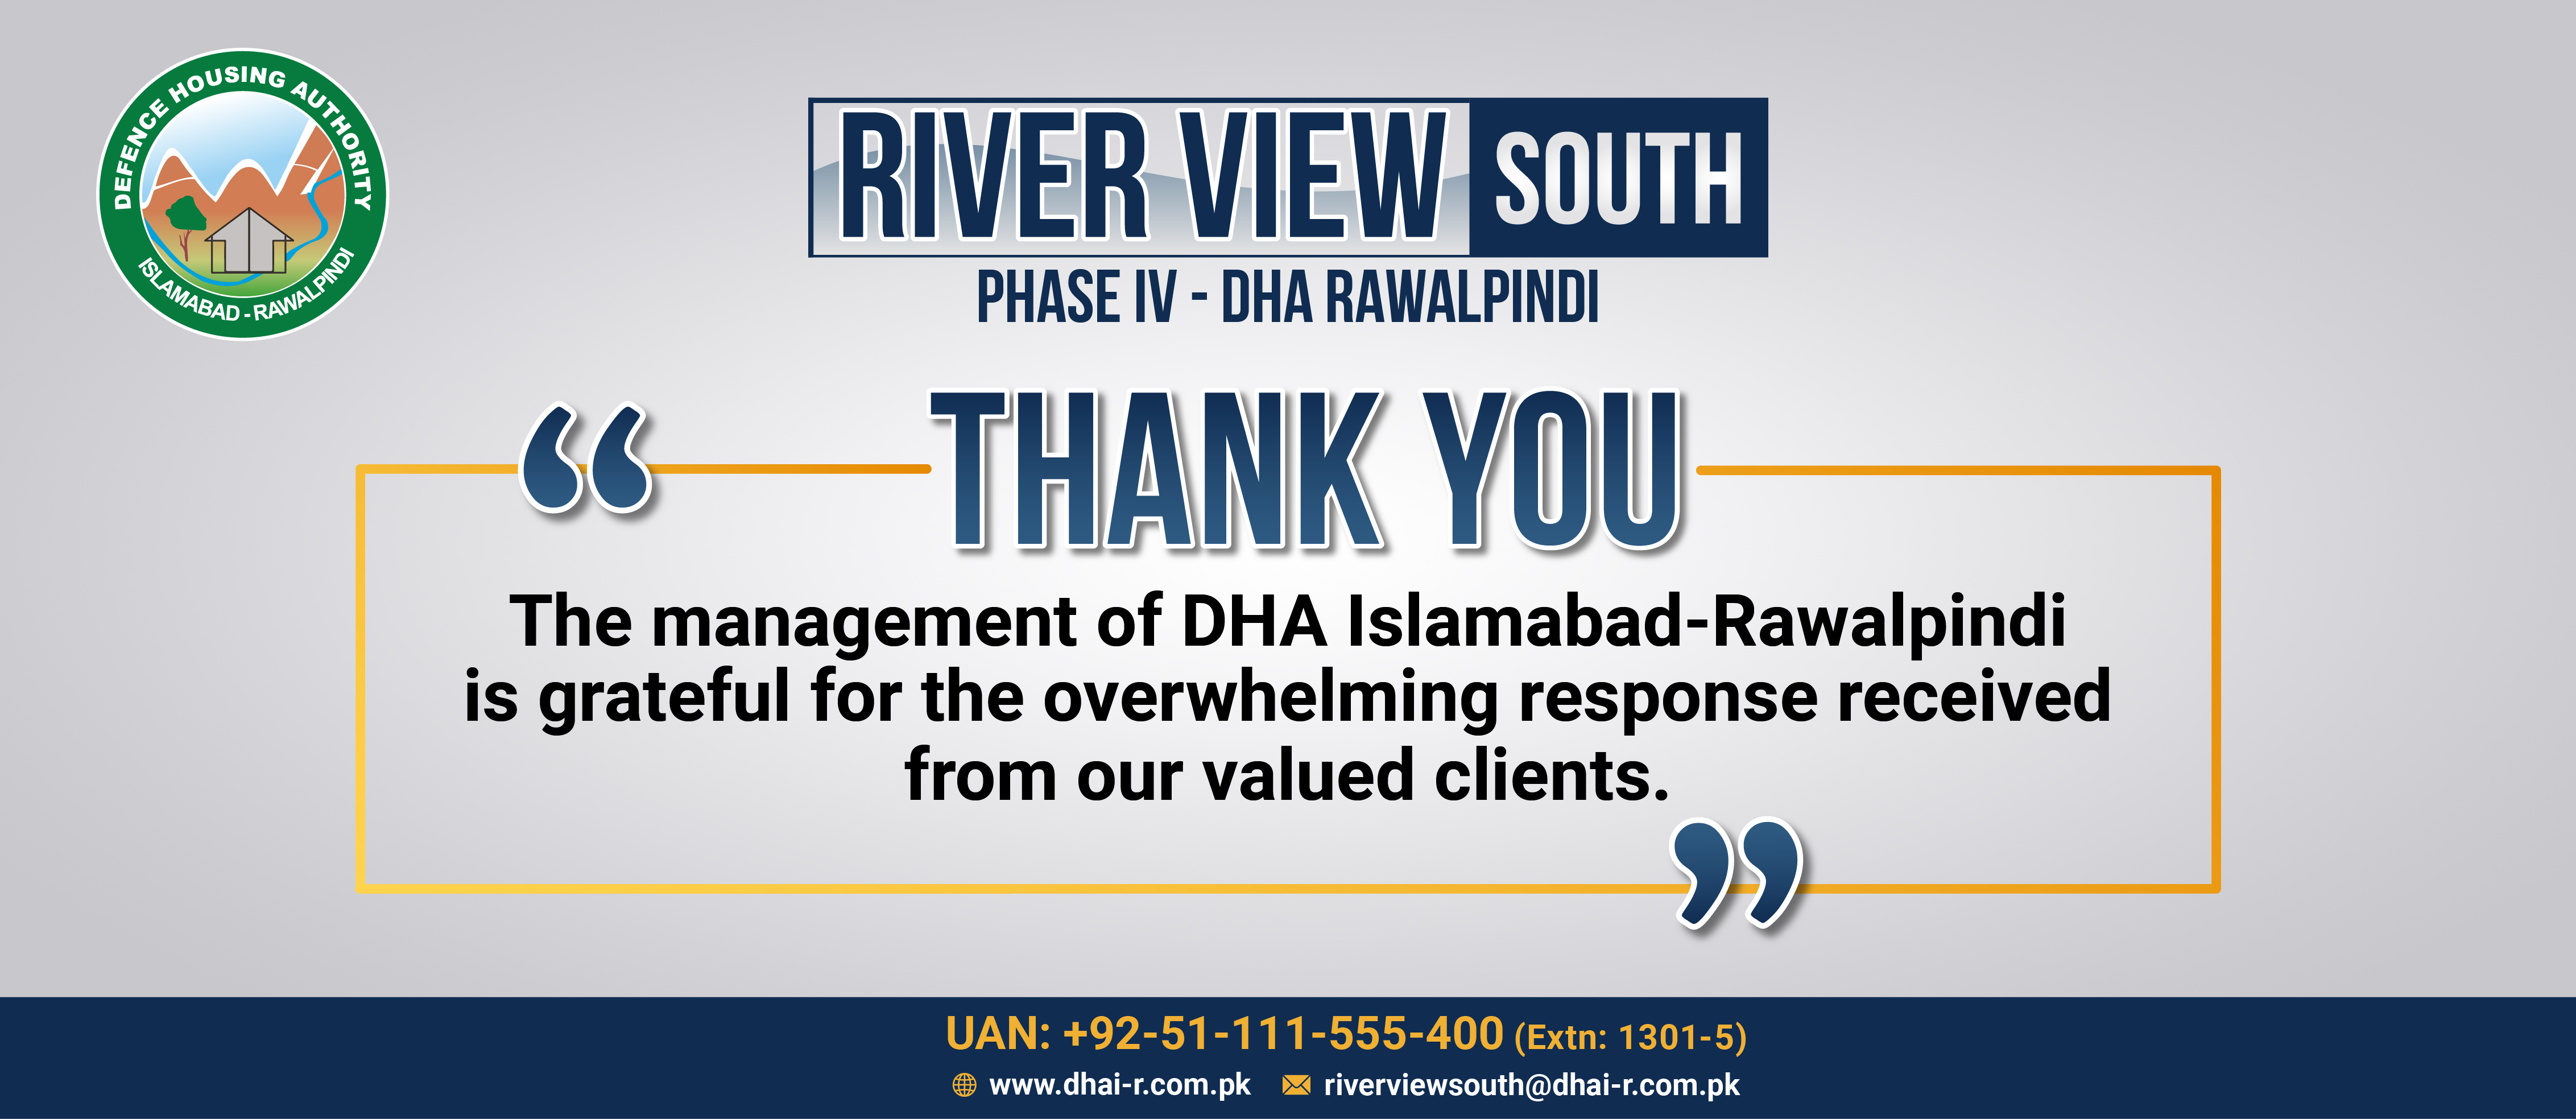 DEFENCE HOUSING AUTHORITY
ISLAMABAD - RAWALPINDI
RIVER VIEW SOUTH
PHASE IV - DHA RAWALPINDI
“
THANK YOU
The management of DHA Islamabad-Rawalpindi
is grateful for the overwhelming response received
from our valued clients.
”
UAN: +92-51-111-555-400 (Extn: 1301-5)
www.dhai-r.com.pk riverviewsouth@dhai-r.com.pk